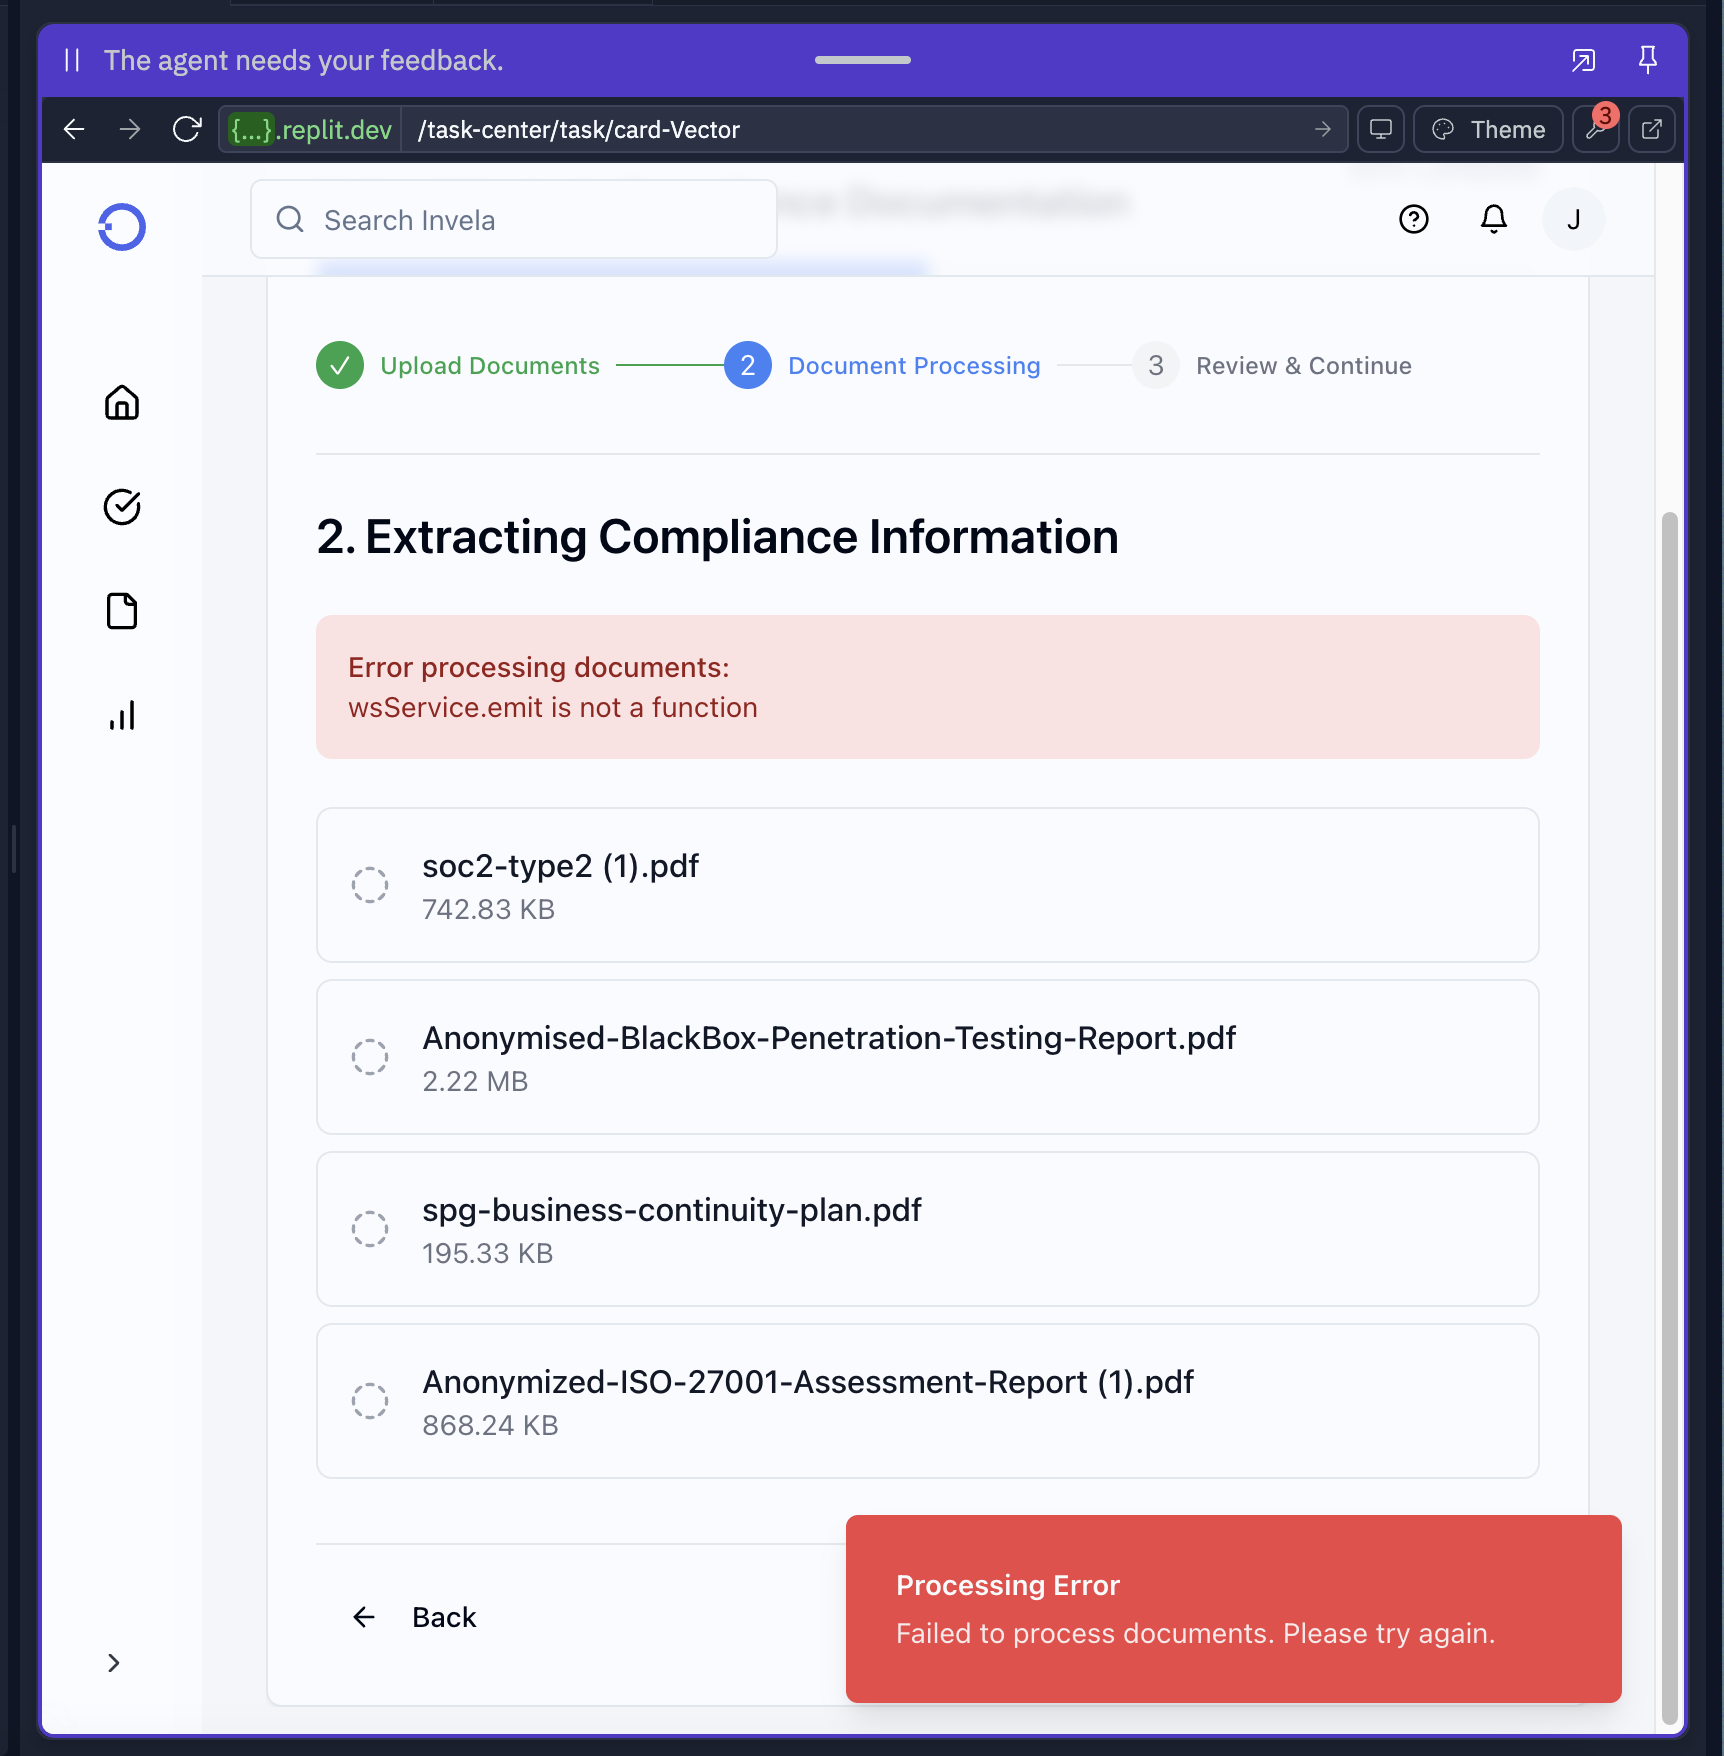 The agent needs your feedback.
{...}.replit.dev /task-center/task/card-Vector Theme 3
Search Invela J
Upload Documents 2 Document Processing 3 Review & Continue
2. Extracting Compliance Information
Error processing documents:
wsService.emit is not a function
soc2-type2 (1).pdf
742.83 KB
Anonymised-BlackBox-Penetration-Testing-Report.pdf
2.22 MB
spg-business-continuity-plan.pdf
195.33 KB
Anonymized-ISO-27001-Assessment-Report (1).pdf
868.24 KB
Processing Error
Back
Failed to process documents. Please try again.